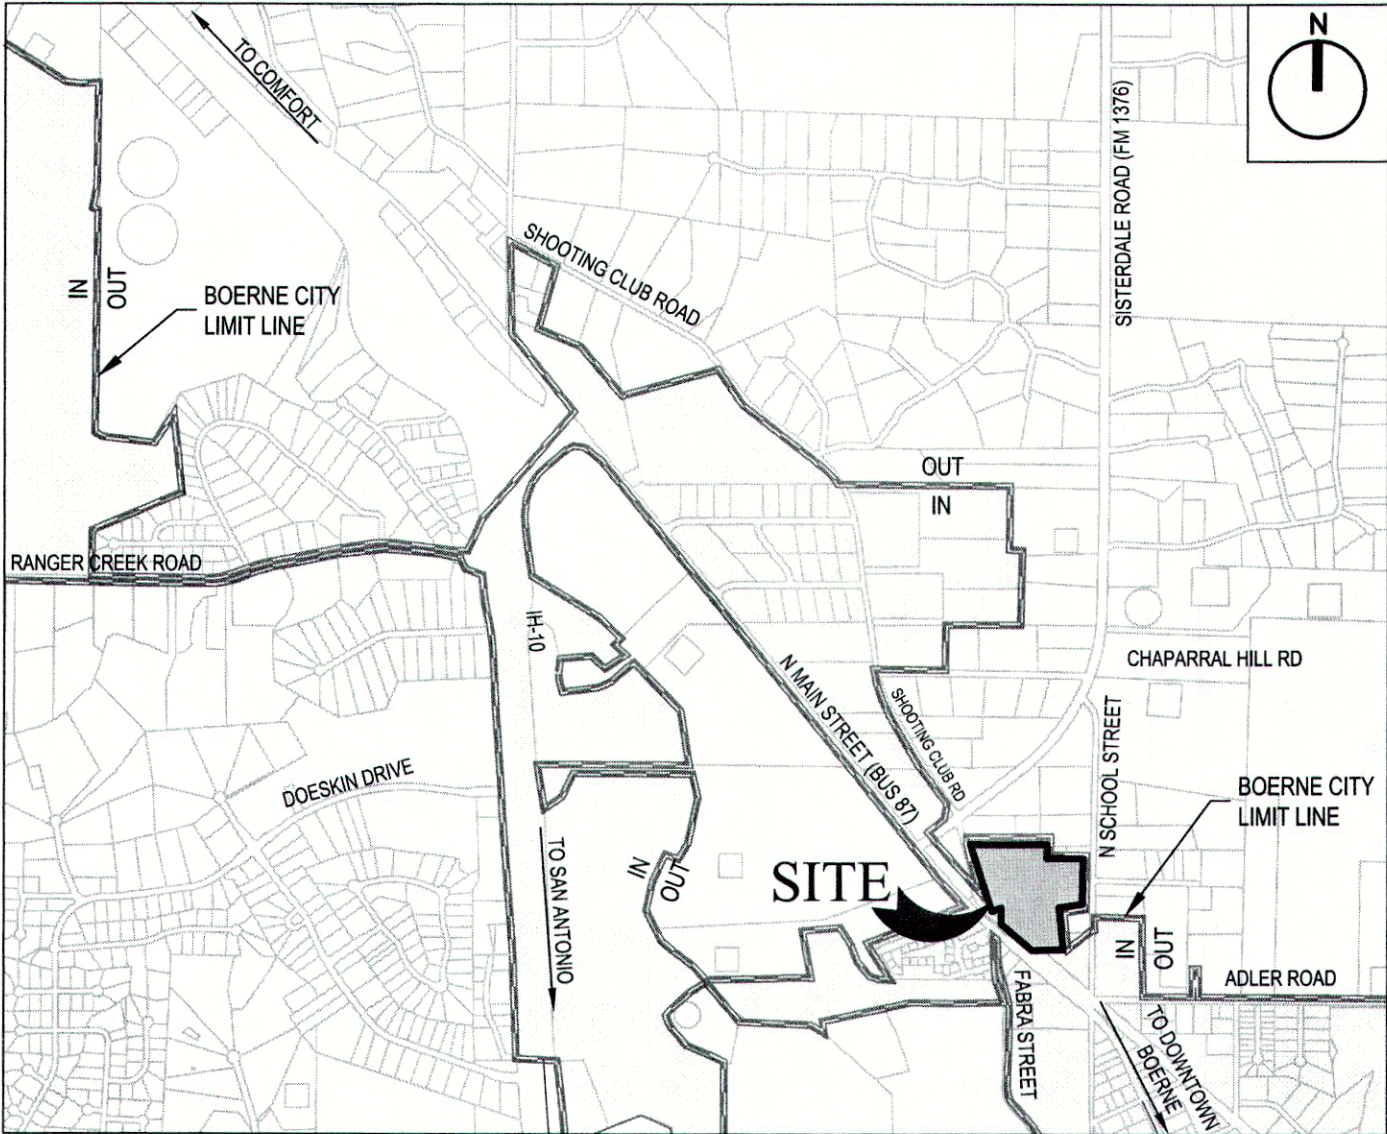 N
TO COMFORT
SISTERDALE ROAD (FM 1376)
SHOOTING CLUB ROAD
IN
OUT
BOERNE CITY
LIMIT LINE
OUT
IN
RANGER CREEK ROAD
IH-10
N MAIN STREET (BUS 87)
CHAPARRAL HILL RD
SHOOTING CLUB RD
N SCHOOL STREET
DOESKIN DRIVE
BOERNE CITY
LIMIT LINE
TO SAN ANTONIO
IN
OUT
SITE
IN
OUT
FABRA STREET
ADLER ROAD
TO DOWNTOWN
BOERNE